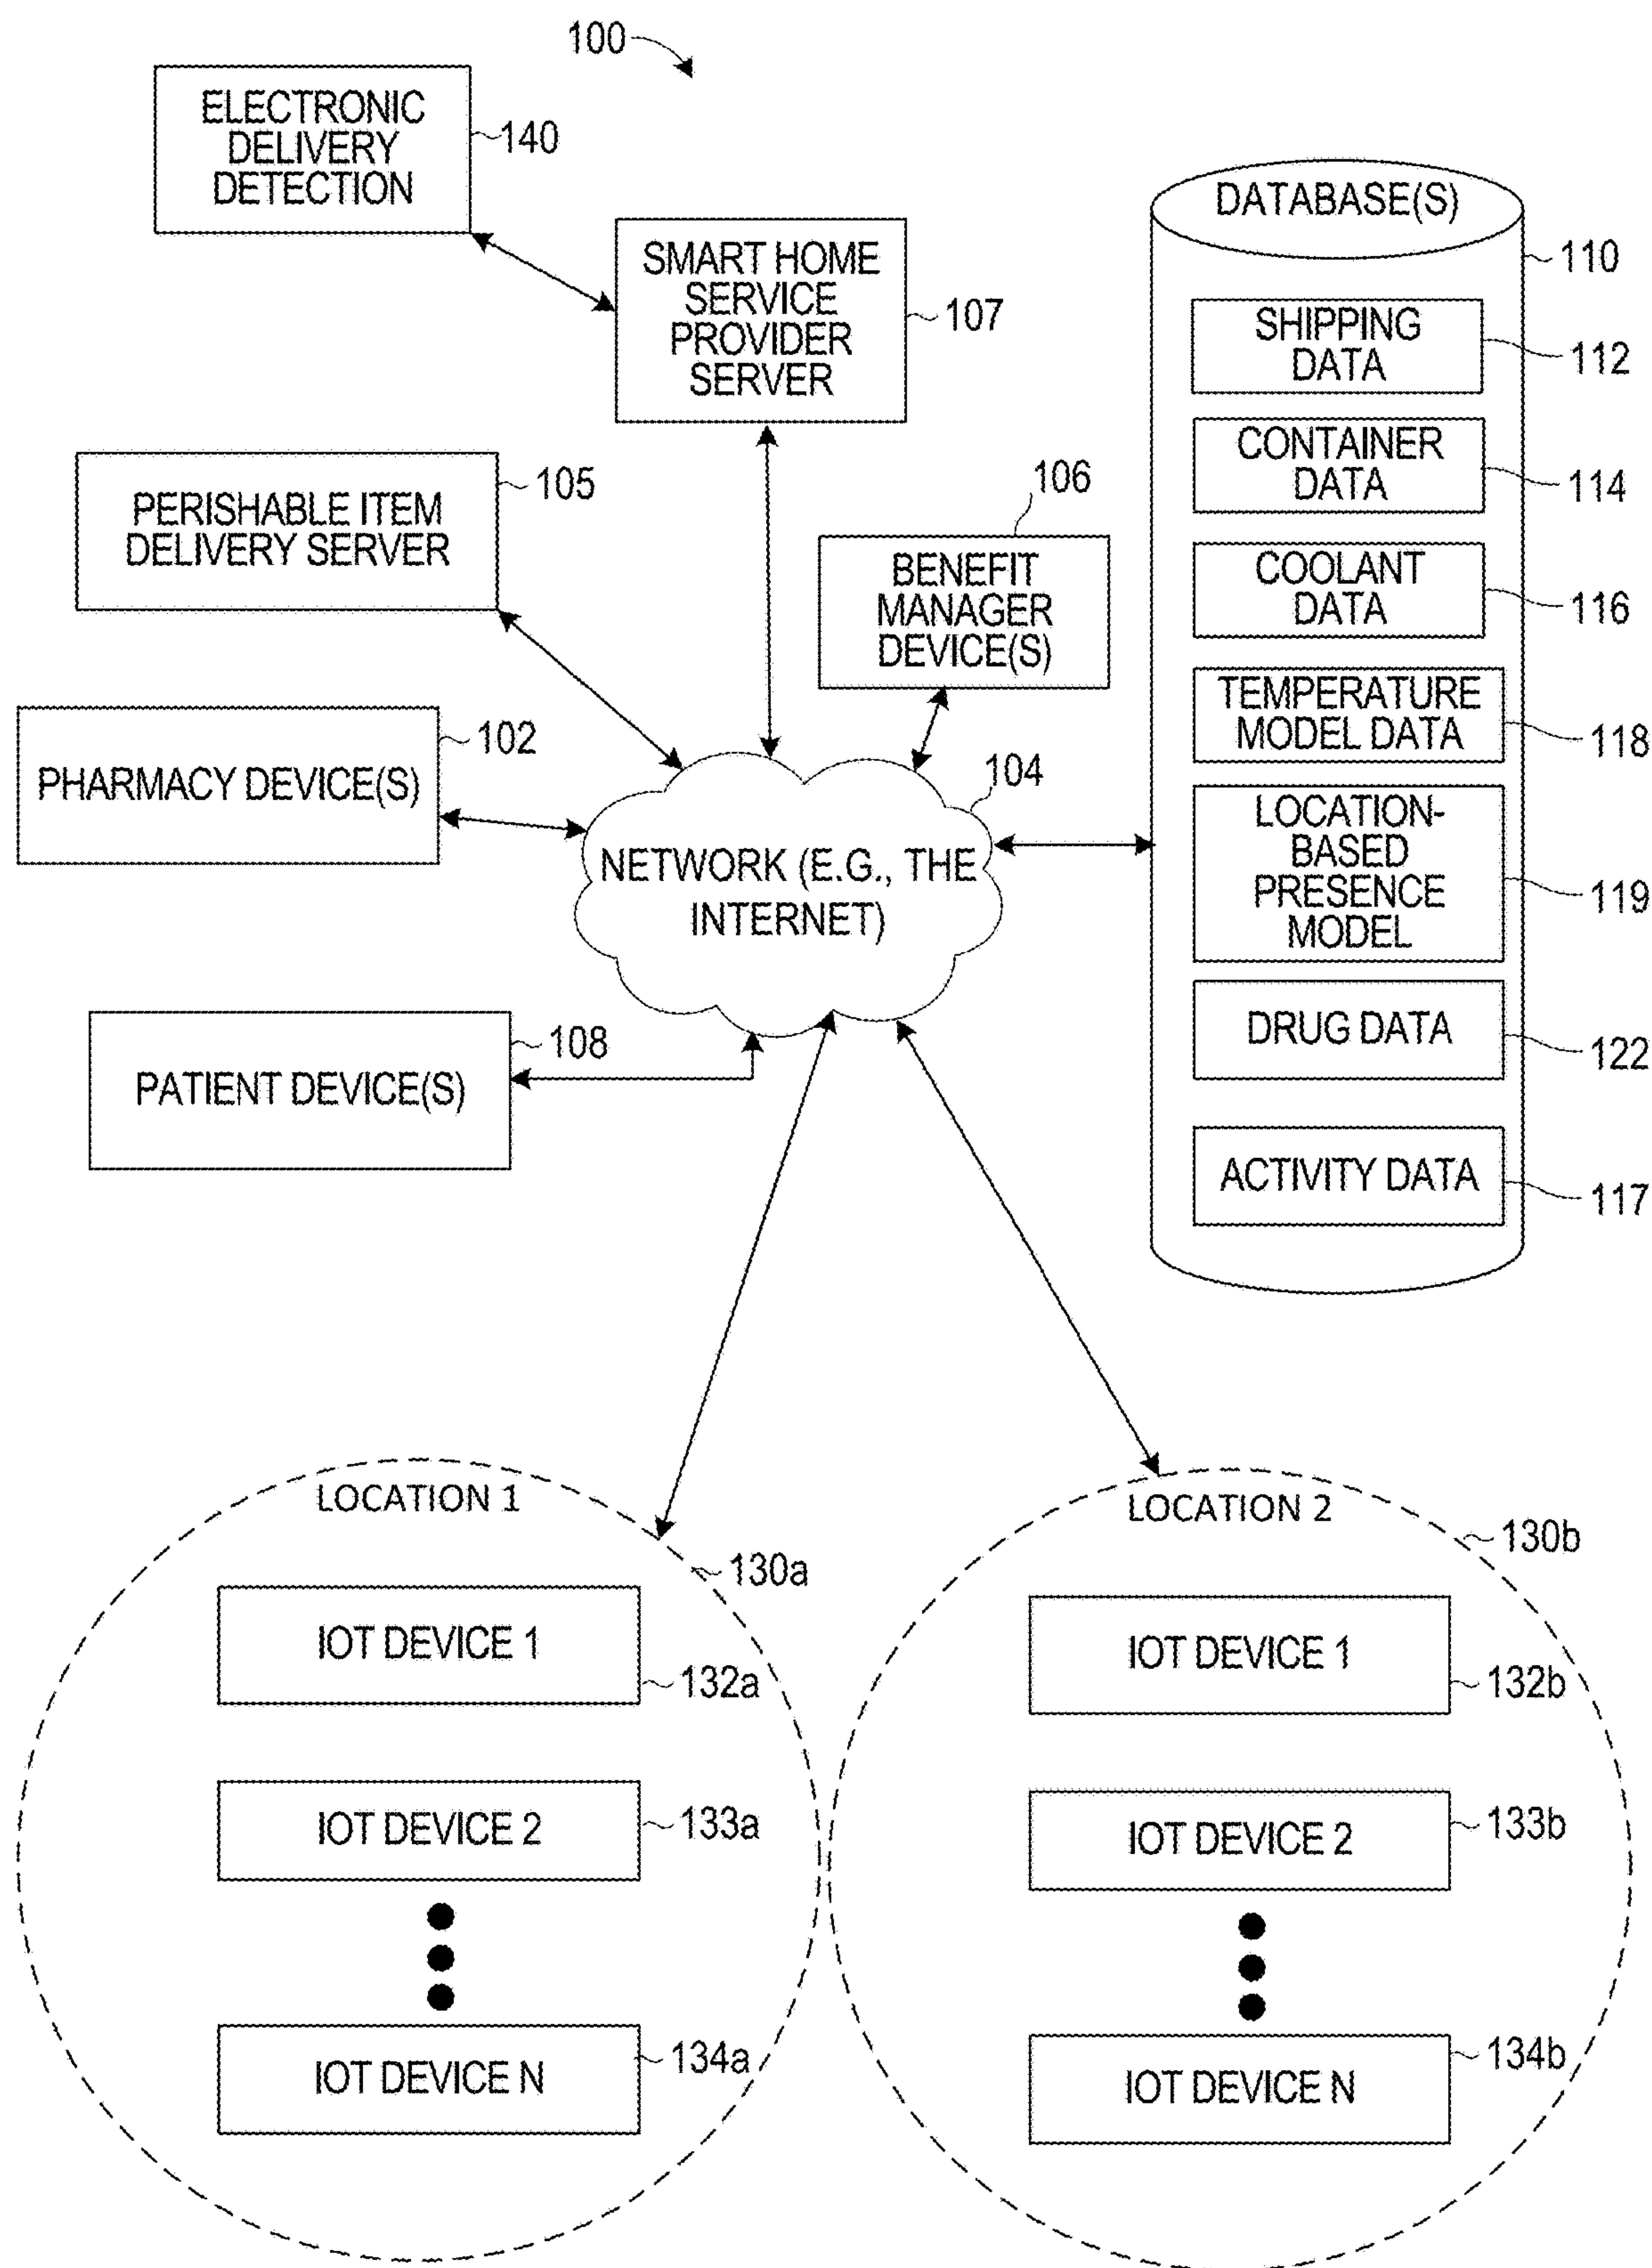 100
ELECTRONIC
DELIVERY
DETECTION
140
SMART HOME
SERVICE
PROVIDER
SERVER
107
DATABASE(S)
110
SHIPPING
DATA
112
CONTAINER
DATA
114
COOLANT
DATA
116
TEMPERATURE
MODEL DATA
118
LOCATION-
BASED
PRESENCE
MODEL
119
DRUG DATA
122
ACTIVITY DATA
117
PERISHABLE ITEM
DELIVERY SERVER
105
BENEFIT
MANAGER
DEVICE(S)
106
PHARMACY DEVICE(S)
102
NETWORK (E.G., THE
INTERNET)
104
PATIENT DEVICE(S)
108
LOCATION 1
130a
IOT DEVICE 1
132a
IOT DEVICE 2
133a
IOT DEVICE N
134a
LOCATION 2
130b
IOT DEVICE 1
132b
IOT DEVICE 2
133b
IOT DEVICE N
134b